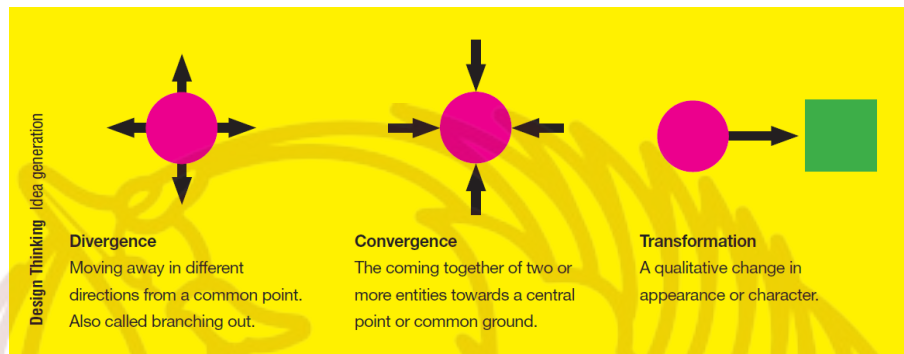 Design Thinking Idea generation
Divergence
Moving away in different
directions from a common point.
Also called branching out.
Convergence
The coming together of two or
more entities towards a central
point or common ground.
Transformation
A qualitative change in
appearance or character.